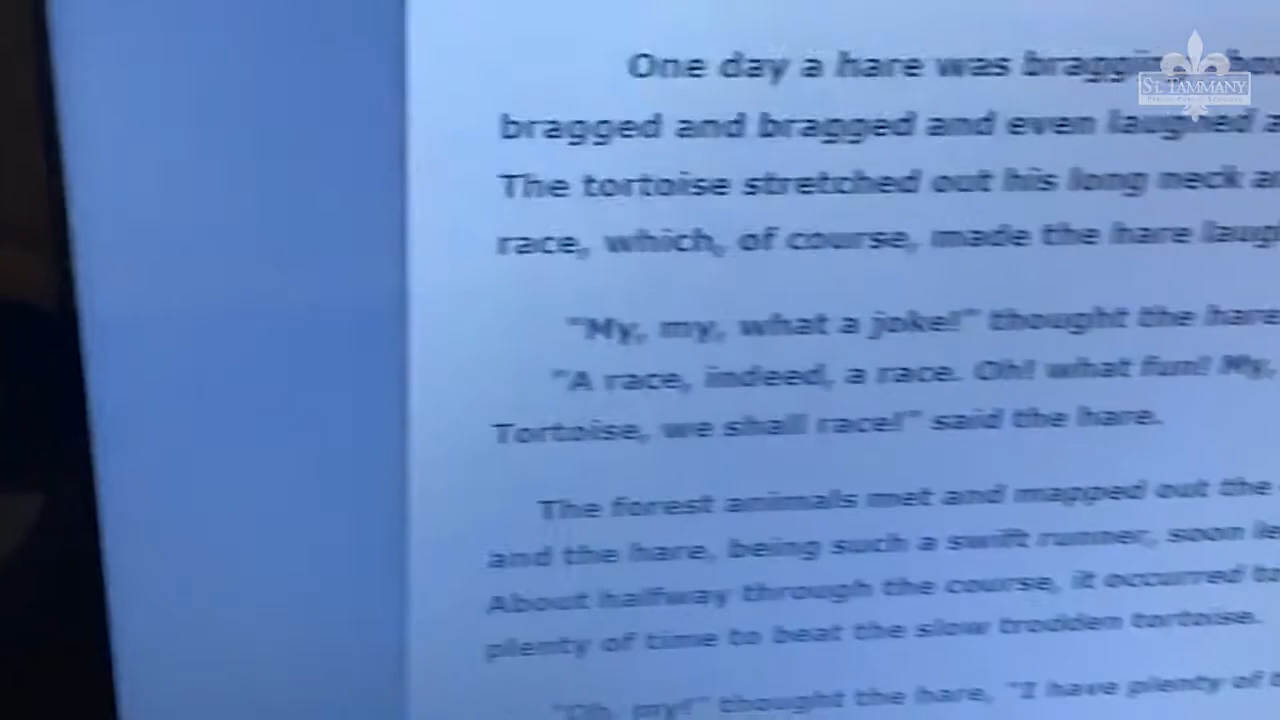 One day a hare was bragging
bragged and bragged and even laughed
The tortoise stretched out his long neck
race, which, of course, made the hare
"My, my, what a joke!" thought the hare
"A race, indeed, a race. Oh! what fun! My,
Tortoise, we shall race!" said the hare.
The forest animals met and mapped out the
and the hare, being such a swift runner, soon
About halfway through the course, it occurred
plenty of time to beat the slow trodden tortoise.
"Oh, my!" thought the hare, "I have plenty of
ST. TAMMANY
PARISH PUBLIC SCHOOLS